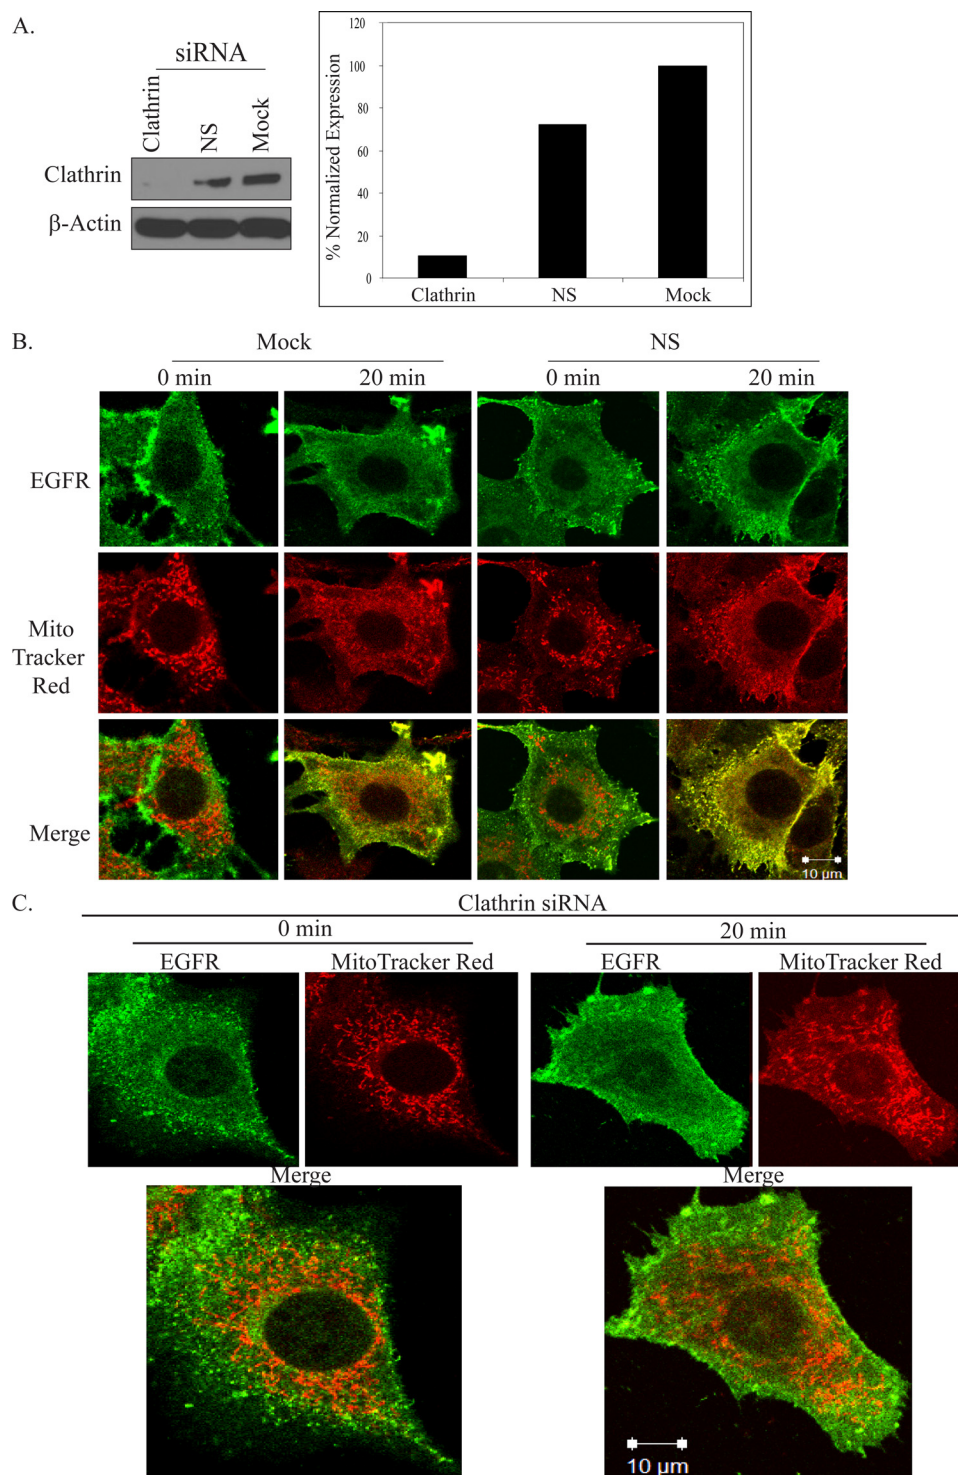 A.
siRNA
Clathrin
NS
Mock
Clathrin
β-Actin
% Normalized Expression
120
100
80
60
40
20
0
Clathrin NS Mock
B.
Mock NS
0 min 20 min 0 min 20 min
EGFR
Mito
Tracker
Red
Merge
10 µm
C.
Clathrin siRNA
0 min 20 min
EGFR MitoTracker Red EGFR MitoTracker Red
Merge Merge
10 µm